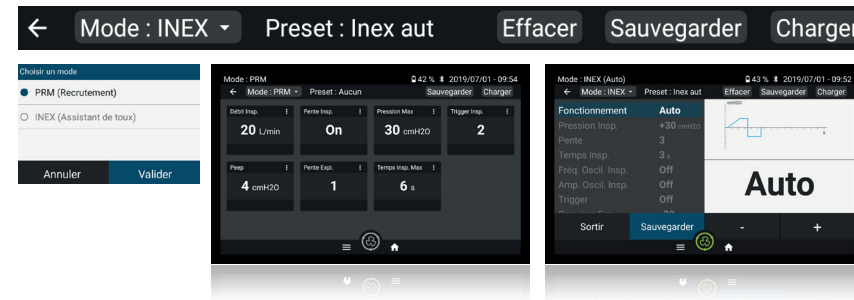 Mode : INEX Preset : Inex aut Effacer Sauvegarder Charger
Choisir un mode
PRM (Recrutement)
INEX (Assistant de toux)
Annuler Valider
Mode : PRM 42 % 2019/07/01 - 09:54
Mode : PRM Preset : Aucun Sauvegarder Charger
Débit Insp. Pente Insp. Pression Max Trigger Insp.
20 L/min On 30 cmH2O 2
Peep Pente Expi. Temps Insp. Max
4 cmH2O 1 6 s
Mode : INEX (Auto) 43 % 2019/07/01 - 09:52
Mode : INEX Preset : Inex aut Effacer Sauvegarder Charger
Fonctionnement Auto
Pression Insp. +30 cmH2O
Pente 3
Temps Insp. 3 s
Fréq. Oscil. Insp. Off
Amp. Oscil. Insp. Off
Trigger Off
cmH2O
Auto
Sortir Sauvegarder - +